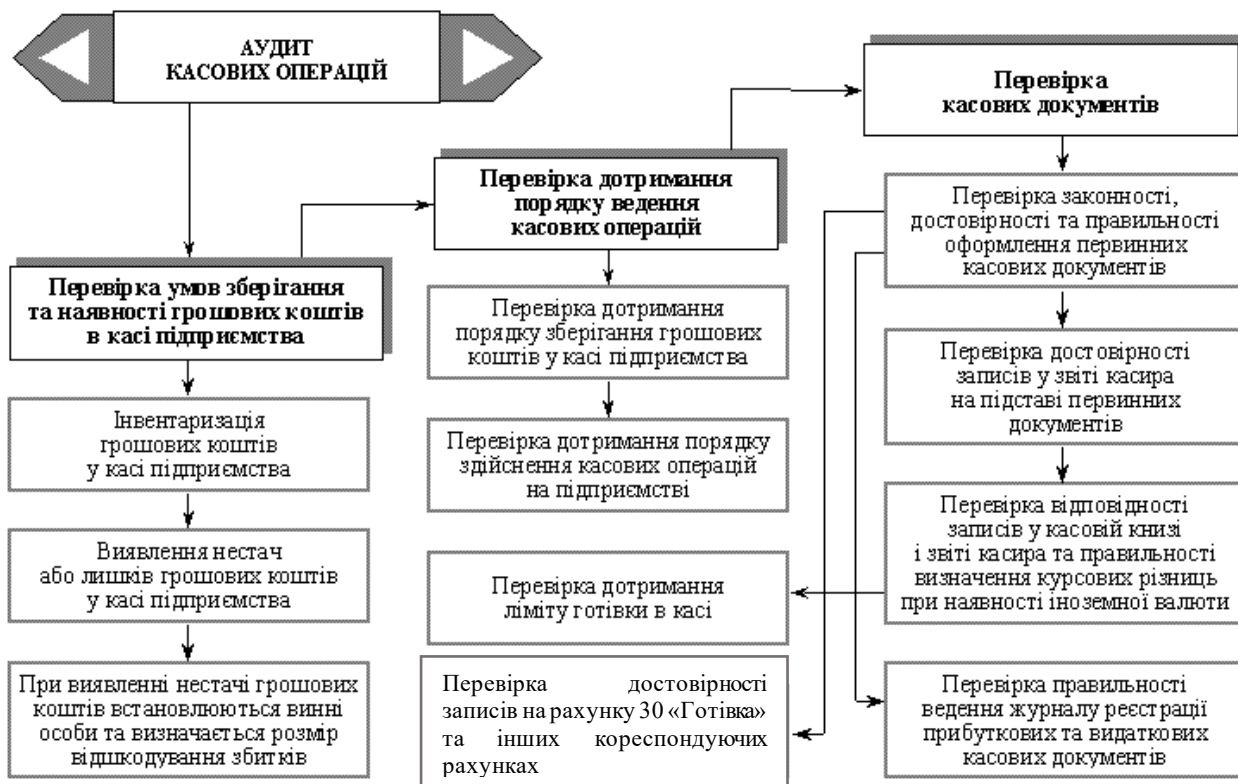 АУДИТ
КАСОВИХ ОПЕРАЦІЙ
Перевірка умов зберігання
та наявності грошових коштів
в касі підприємства
Інвентаризація
грошових коштів
у касі підприємства
Виявлення нестач
або лишків грошових коштів
у касі підприємства
При виявленні нестачі грошових
коштів встановлюються винні
особи та визначається розмір
відшкодування збитків
Перевірка дотримання
порядку ведення
касових операцій
Перевірка дотримання
порядку зберігання грошових
коштів у касі підприємства
Перевірка дотримання порядку
здійснення касових операцій
на підприємстві
Перевірка дотримання
ліміту готівки в касі
Перевірка достовірності
записів на рахунку 30 «Готівка»
та інших кореспондуючих
рахунках
Перевірка
касових документів
Перевірка законності,
достовірності та правильності
оформлення первинних
касових документів
Перевірка достовірності
записів у звіті касира
на підставі первинних
документів
Перевірка відповідності
записів у касовій книзі
і звіті касира та правильності
визначення курсових різниць
при наявності іноземної валюти
Перевірка правильності
ведення журналу реєстрації
прибуткових та видаткових
касових документів